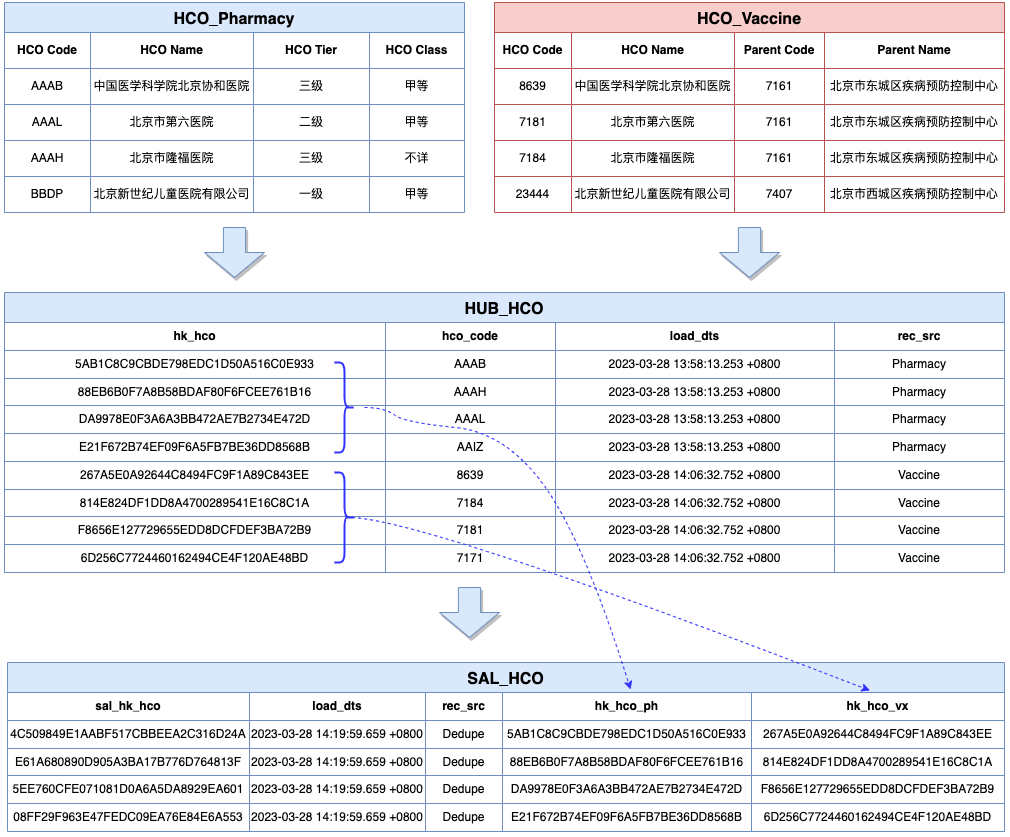 HCO_Pharmacy
HCO Code HCO Name HCO Tier HCO Class
AAAB 中国医学科学院北京协和医院 三级 甲等
AAAL 北京市第六医院 二级 甲等
AAAH 北京市隆福医院 三级 不详
BBDP 北京新世纪儿童医院有限公司 一级 甲等
HCO_Vaccine
HCO Code HCO Name Parent Code Parent Name
8639 中国医学科学院北京协和医院 7161 北京市东城区疾病预防控制中心
7181 北京市第六医院 7161 北京市东城区疾病预防控制中心
7184 北京市隆福医院 7161 北京市东城区疾病预防控制中心
23444 北京新世纪儿童医院有限公司 7407 北京市西城区疾病预防控制中心
HUB_HCO
hk_hco hco_code load_dts rec_src
5AB1C8C9CBDE798EDC1D50A516C0E933 AAAB 2023-03-28 13:58:13.253 +0800 Pharmacy
88EB6B0F7A8B58BDAF80F6FCEE761B16 AAAH 2023-03-28 13:58:13.253 +0800 Pharmacy
DA9978E0F3A6A3BB472AE7B2734E472D AAAL 2023-03-28 13:58:13.253 +0800 Pharmacy
E21F672B74EF09F6A5FB7BE36DD8568B AAIZ 2023-03-28 13:58:13.253 +0800 Pharmacy
267A5E0A92644C8494FC9F1A89C843EE 8639 2023-03-28 14:06:32.752 +0800 Vaccine
814E824DF1DD8A4700289541E16C8C1A 7184 2023-03-28 14:06:32.752 +0800 Vaccine
F8656E127729655EDD8DCFDEF3BA72B9 7181 2023-03-28 14:06:32.752 +0800 Vaccine
6D256C7724460162494CE4F120AE48BD 7171 2023-03-28 14:06:32.752 +0800 Vaccine
SAL_HCO
sal_hk_hco load_dts rec_src hk_hco_ph hk_hco_vx
4C509849E1AABF517CBBEEA2C316D24A 2023-03-28 14:19:59.659 +0800 Dedupe 5AB1C8C9CBDE798EDC1D50A516C0E933 267A5E0A92644C8494FC9F1A89C843EE
E61A680890D905A3BA17B776D764813F 2023-03-28 14:19:59.659 +0800 Dedupe 88EB6B0F7A8B58BDAF80F6FCEE761B16 814E824DF1DD8A4700289541E16C8C1A
5EE760CFE071081D0A6A5DA8929EA601 2023-03-28 14:19:59.659 +0800 Dedupe DA9978E0F3A6A3BB472AE7B2734E472D F8656E127729655EDD8DCFDEF3BA72B9
08FF29F963E47FEDC09EA76E84E6A553 2023-03-28 14:19:59.659 +0800 Dedupe E21F672B74EF09F6A5FB7BE36DD8568B 6D256C7724460162494CE4F120AE48BD